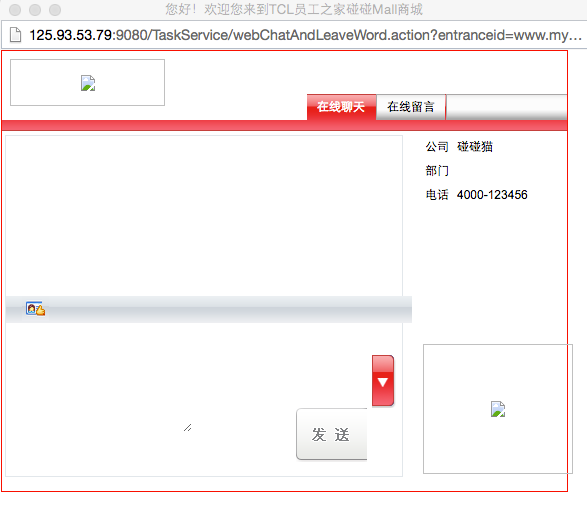 您好！欢迎您来到TCL员工之家碰碰Mall商城
125.93.53.79:9080/TaskService/webChatAndLeaveWord.action?entranceid=www.my...
在线聊天 在线留言
公司 碰碰猫
部门
电话 4000-123456
发 送